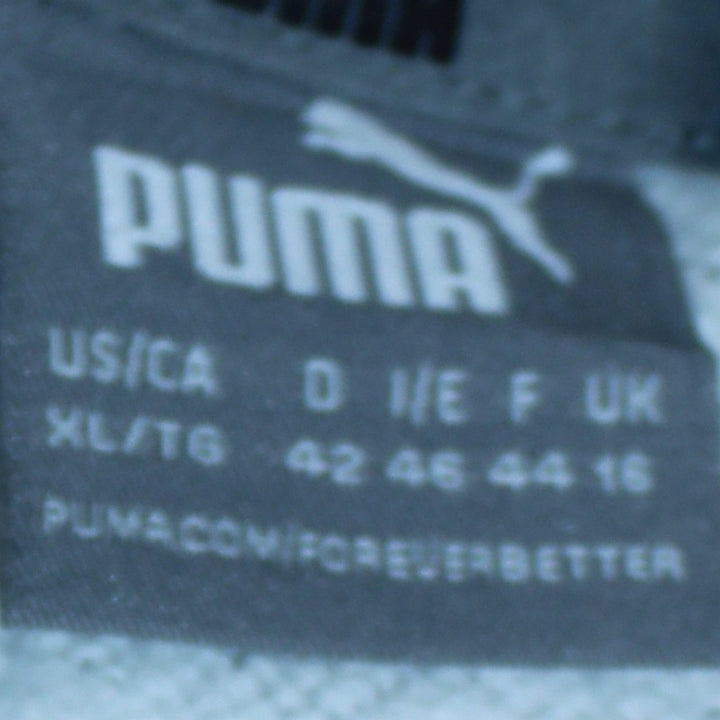 PUMA
US/CA D I/E F UK
XL/TG 42 46 44 16
PUMA.COM/FOREVERBETTER